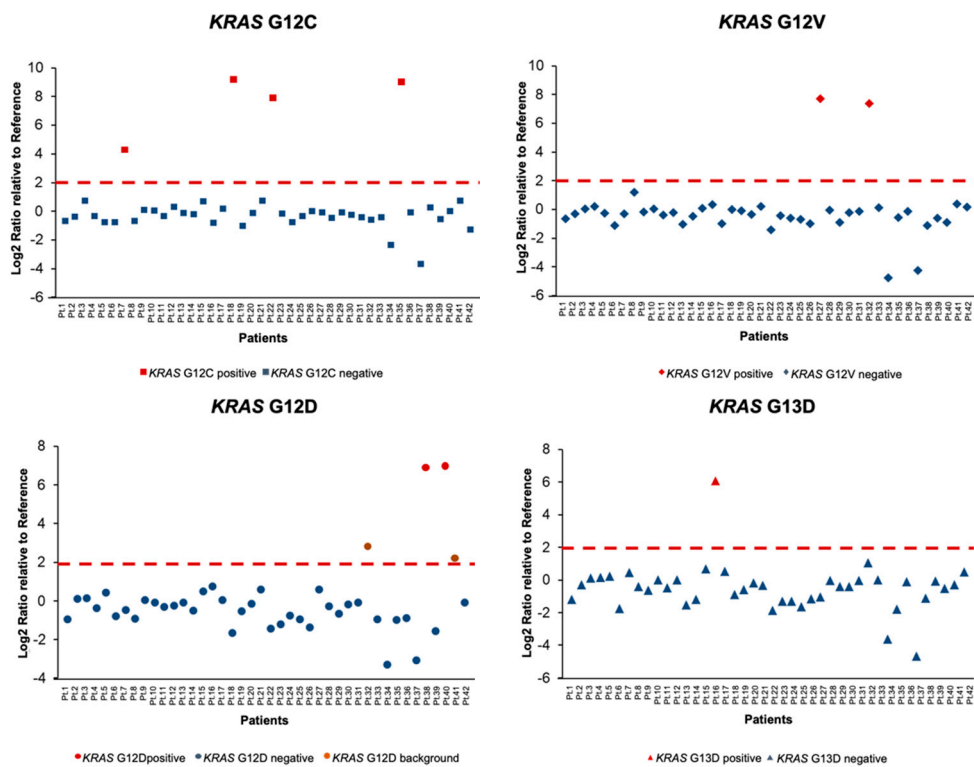 KRAS G12C
Log2 Ratio relative to Reference
10
8
6
4
2
0
-2
-4
-6
Pt.1 Pt.2 Pt.3 Pt.4 Pt.5 Pt.6 Pt.7 Pt.8 Pt.9 Pt.10 Pt.11 Pt.12 Pt.13 Pt.14 Pt.15 Pt.16 Pt.17 Pt.18 Pt.19 Pt.20 Pt.21 Pt.22 Pt.23 Pt.24 Pt.25 Pt.26 Pt.27 Pt.28 Pt.29 Pt.30 Pt.31 Pt.32 Pt.33 Pt.34 Pt.35 Pt.36 Pt.37 Pt.38 Pt.39 Pt.40 Pt.41 Pt.42
Patients
KRAS G12C positive KRAS G12C negative
KRAS G12V
Log2 Ratio relative to Reference
10
8
6
4
2
0
-2
-4
-6
Pt.1 Pt.2 Pt.3 Pt.4 Pt.5 Pt.6 Pt.7 Pt.8 Pt.9 Pt.10 Pt.11 Pt.12 Pt.13 Pt.14 Pt.15 Pt.16 Pt.17 Pt.18 Pt.19 Pt.20 Pt.21 Pt.22 Pt.23 Pt.24 Pt.25 Pt.26 Pt.27 Pt.28 Pt.29 Pt.30 Pt.31 Pt.32 Pt.33 Pt.34 Pt.35 Pt.36 Pt.37 Pt.38 Pt.39 Pt.40 Pt.41 Pt.42
Patients
KRAS G12V positive KRAS G12V negative
KRAS G12D
Log2 Ratio relative to Reference
8
6
4
2
0
-2
-4
Pt.1 Pt.2 Pt.3 Pt.4 Pt.5 Pt.6 Pt.7 Pt.8 Pt.9 Pt.10 Pt.11 Pt.12 Pt.13 Pt.14 Pt.15 Pt.16 Pt.17 Pt.18 Pt.19 Pt.20 Pt.21 Pt.22 Pt.23 Pt.24 Pt.25 Pt.26 Pt.27 Pt.28 Pt.29 Pt.30 Pt.31 Pt.32 Pt.33 Pt.34 Pt.35 Pt.36 Pt.37 Pt.38 Pt.39 Pt.40 Pt.41 Pt.42
Patients
KRAS G12Dpositive KRAS G12D negative KRAS G12D background
KRAS G13D
Log2 Ratio relative to Reference
8
6
4
2
0
-2
-4
-6
Pt.1 Pt.2 Pt.3 Pt.4 Pt.5 Pt.6 Pt.7 Pt.8 Pt.9 Pt.10 Pt.11 Pt.12 Pt.13 Pt.14 Pt.15 Pt.16 Pt.17 Pt.18 Pt.19 Pt.20 Pt.21 Pt.22 Pt.23 Pt.24 Pt.25 Pt.26 Pt.27 Pt.28 Pt.29 Pt.30 Pt.31 Pt.32 Pt.33 Pt.34 Pt.35 Pt.36 Pt.37 Pt.38 Pt.39 Pt.40 Pt.41 Pt.42
Patients
KRAS G13D positive KRAS G13D negative